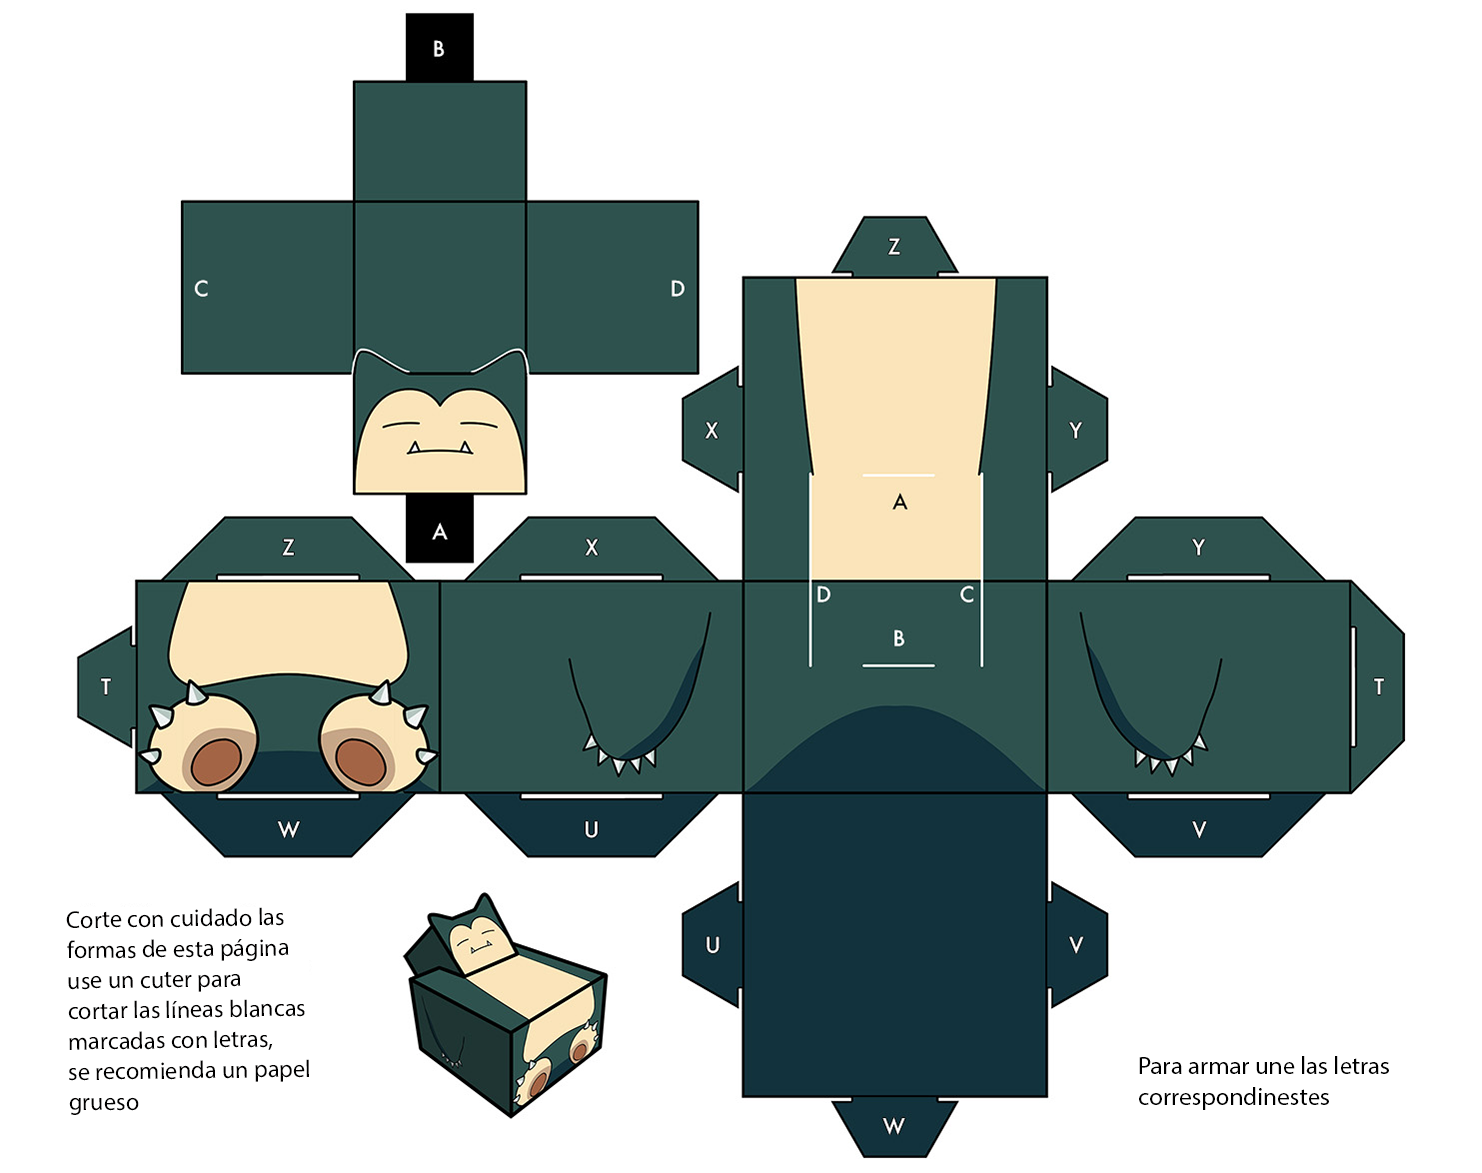 B
Z
C
D
X
Y
A
A
Z
X
Y
D
C
B
T
T
W
U
V
Corte con cuidado las
formas de esta página
use un cuter para
cortar las líneas blancas
marcadas con letras,
se recomienda un papel
grueso
U
V
Para armar une las letras
correspondinestes
W